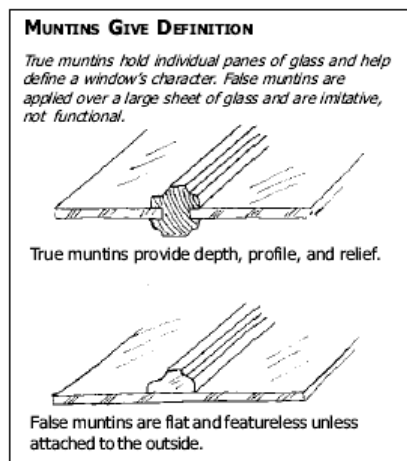 MUNTINS GIVE DEFINITION
True muntins hold individual panes of glass and help
define a window's character. False muntins are
applied over a large sheet of glass and are imitative,
not functional.
True muntins provide depth, profile, and relief.
False muntins are flat and featureless unless
attached to the outside.